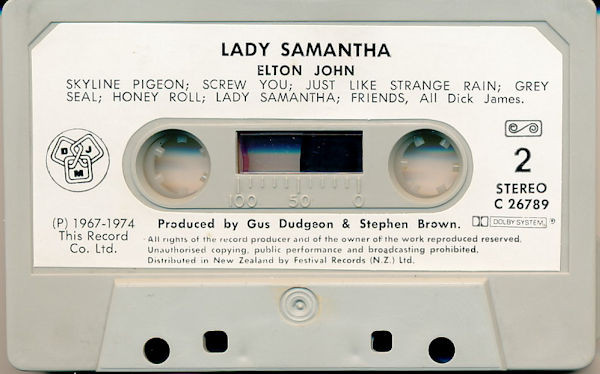 LADY SAMANTHA
ELTON JOHN
SKYLINE PIGEON; SCREW YOU; JUST LIKE STRANGE RAIN; GREY
SEAL; HONEY ROLL; LADY SAMANTHA; FRIENDS, All Dick James.
D J
M
2
STEREO
C 26789
100 50 0
(P) 1967-1974
This Record
Co. Ltd.
Produced by Gus Dudgeon & Stephen Brown.
DOLBY SYSTEM ®
All rights of the record producer and of the owner of the work reproduced reserved.
Unauthorised copying, public performance and broadcasting prohibited.
Distributed in New Zealand by Festival Records (N.Z.) Ltd.